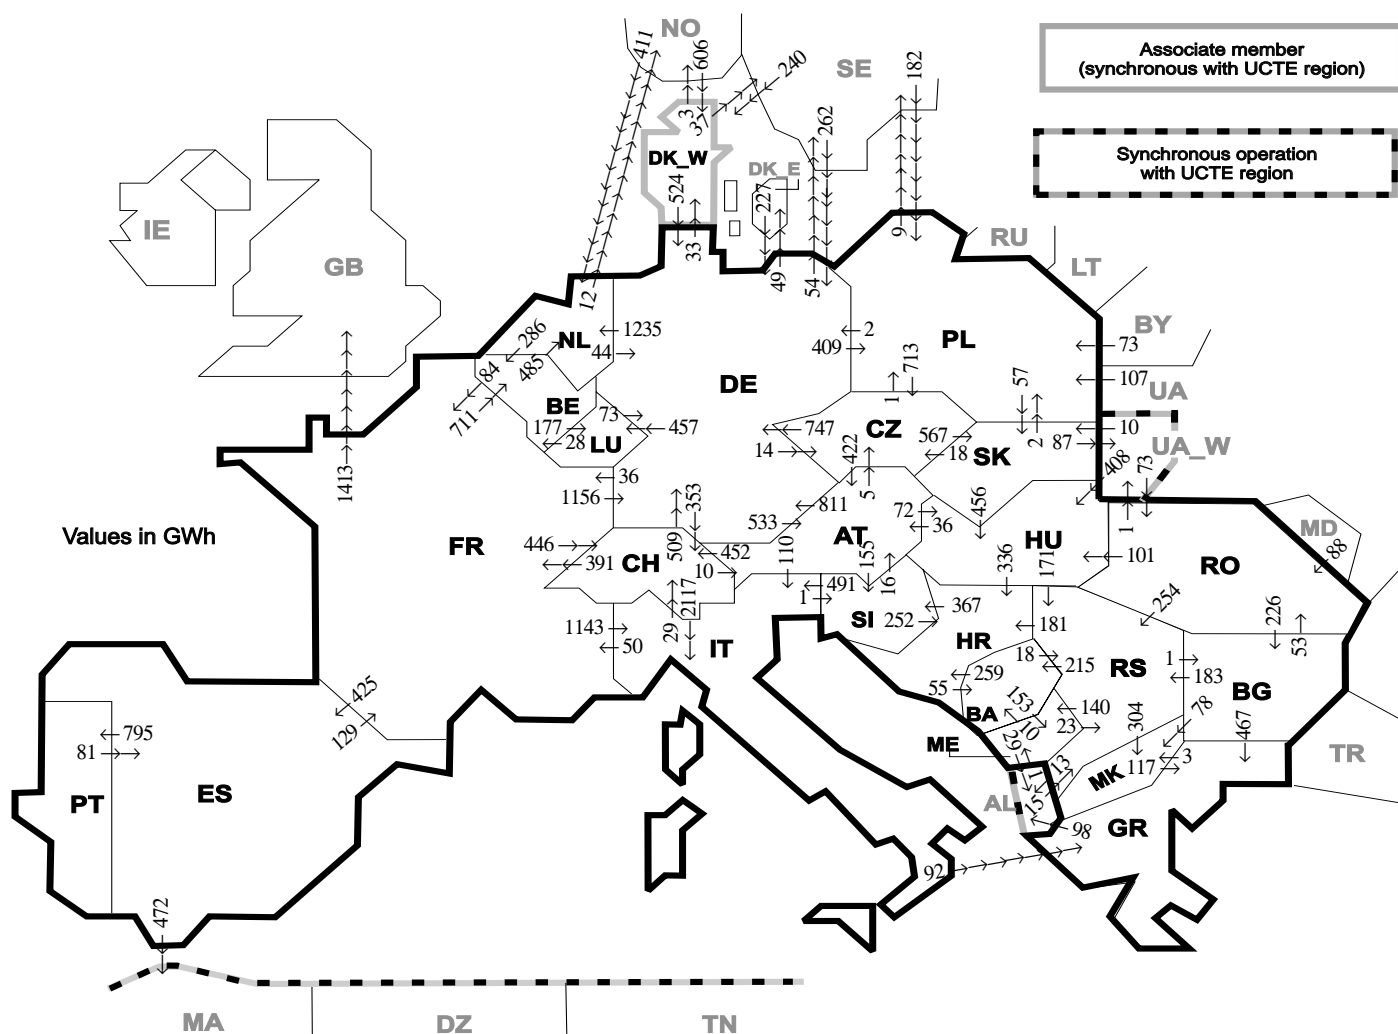 NO
411
606
240
SE
182
Associate member
(synchronous with UCTE region)
3
37
262
DK_W
DK_E
Synchronous operation
with UCTE region
524
227
IE
GB
33
49
54
9
RU
LT
12
BY
286
NL
1235
44
2
409
PL
73
84
485
DE
713
57
107
UA
1
711
BE
73
177
28
LU
457
747
14
CZ
422
567
18
SK
2
10
87
UA_W
408
73
1413
36
1156
353
811
5
456
72
36
1
MD
Values in GWh
FR
446
391
509
CH
452
10
533
110
AT
155
16
HU
336
171
101
RO
88
491
1
SI
252
367
254
226
53
1143
50
29
2117
IT
HR
181
18
215
RS
1
183
BG
425
129
259
55
153
BA
10
140
23
304
78
467
795
81
ME
29
1
13
MK
117
3
TR
PT
ES
AL
15
98
GR
92
472
MA
DZ
TN